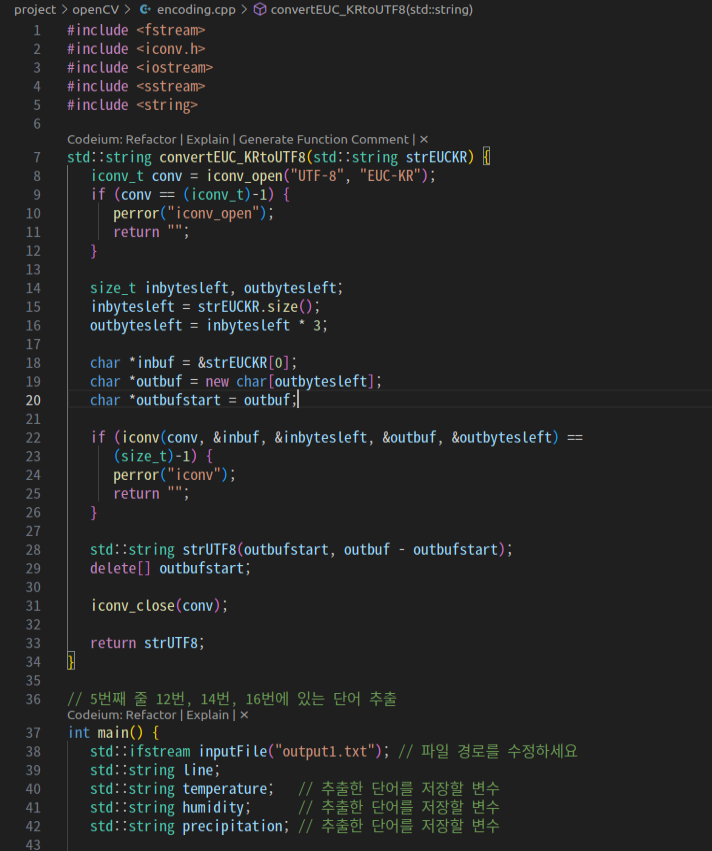 project > openCV > encoding.cpp > convertEUC_KRtoUTF8(std::string)
1 #include <fstream>
2 #include <iconv.h>
3 #include <iostream>
4 #include <sstream>
5 #include <string>
6
Codeium: Refactor | Explain | Generate Function Comment | ✕
7 std::string convertEUC_KRtoUTF8(std::string strEUCKR) {
8 iconv_t conv = iconv_open("UTF-8", "EUC-KR");
9 if (conv == (iconv_t)-1) {
10 perror("iconv_open");
11 return "";
12 }
13
14 size_t inbytesleft, outbytesleft;
15 inbytesleft = strEUCKR.size();
16 outbytesleft = inbytesleft * 3;
17
18 char *inbuf = &strEUCKR[0];
19 char *outbuf = new char[outbytesleft];
20 char *outbufstart = outbuf;
21
22 if (iconv(conv, &inbuf, &inbytesleft, &outbuf, &outbytesleft) ==
23 (size_t)-1) {
24 perror("iconv");
25 return "";
26 }
27
28 std::string strUTF8(outbufstart, outbuf - outbufstart);
29 delete[] outbufstart;
30
31 iconv_close(conv);
32
33 return strUTF8;
34 }
35
36 // 5번째 줄 12번, 14번, 16번에 있는 단어 추출
Codeium: Refactor | Explain | ✕
37 int main() {
38 std::ifstream inputFile("output1.txt"); // 파일 경로를 수정하세요
39 std::string line;
40 std::string temperature; // 추출한 단어를 저장할 변수
41 std::string humidity; // 추출한 단어를 저장할 변수
42 std::string precipitation; // 추출한 단어를 저장할 변수
43